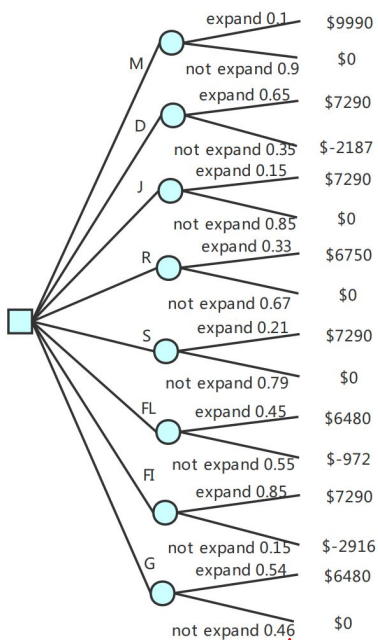 expand 0.1 $9990
M
not expand 0.9 $0
expand 0.65 $7290
D
not expand 0.35 $-2187
expand 0.15 $7290
J
not expand 0.85 $0
expand 0.33 $6750
R
not expand 0.67 $0
expand 0.21 $7290
S
not expand 0.79 $0
FL
expand 0.45 $6480
not expand 0.55 $-972
FI
expand 0.85 $7290
not expand 0.15 $-2916
G
expand 0.54 $6480
not expand 0.46 $0